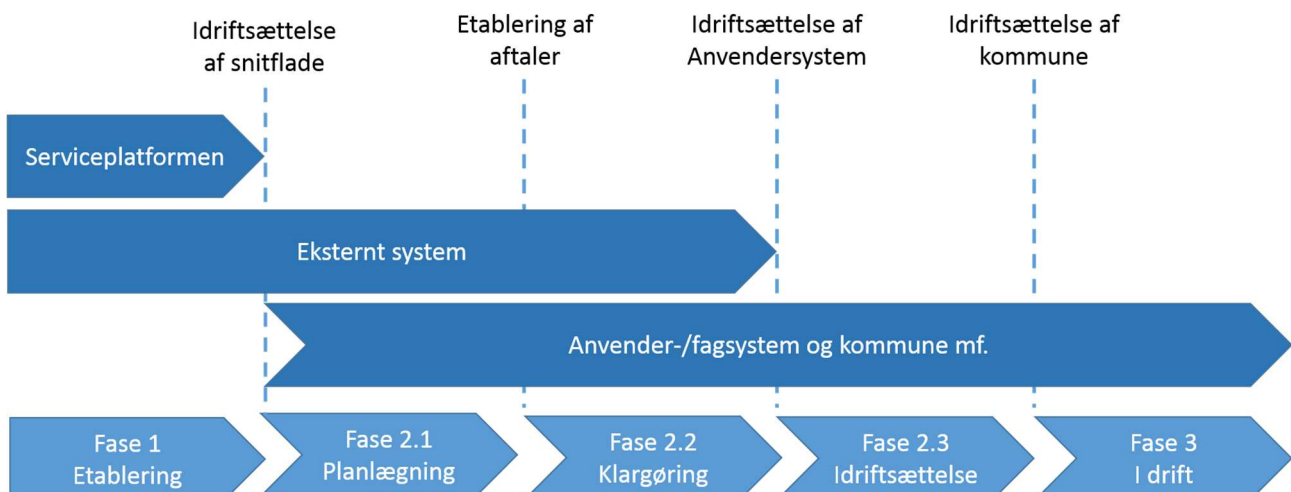 Idriftsættelse
af snitflade
Etablering af
aftaler
Idriftsættelse af
Anvendersystem
Idriftsættelse af
kommune
Serviceplatformen
Eksternt system
Anvender-/fagsystem og kommune mf.
Fase 1
Etablering
Fase 2.1
Planlægning
Fase 2.2
Klargøring
Fase 2.3
Idriftsættelse
Fase 3
I drift